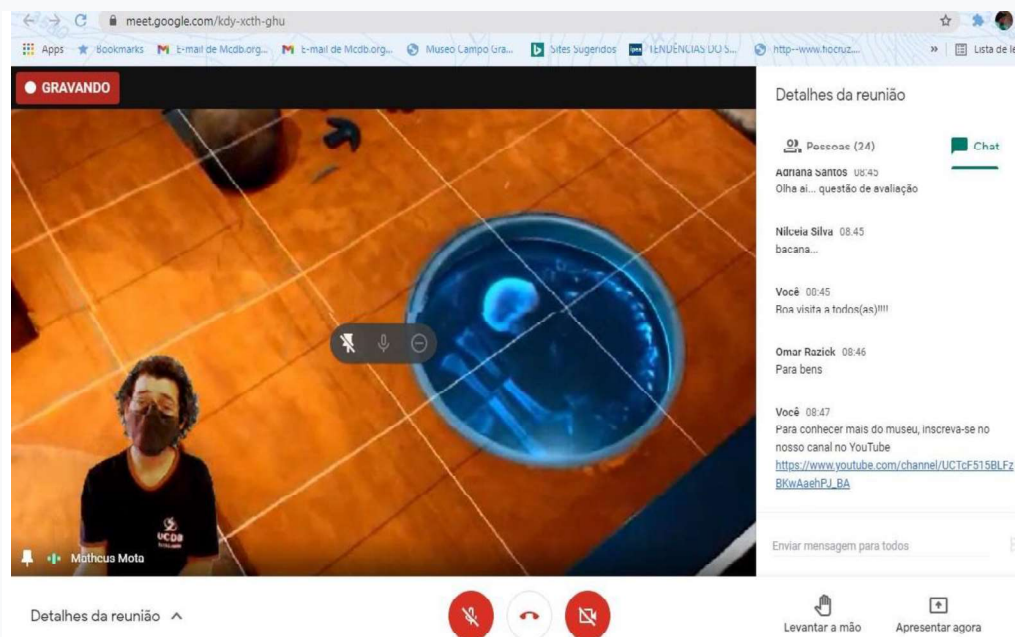 meet.google.com/kdy-xcth-ghu
Apps Bookmarks E-mail de Mcdb.org... E-mail de Mcdb.org... Museo Campo Gra... Sites Sugeridos TENDÊNCIAS DO S... http--www.fiocruz.... » Lista de le
GRAVANDO
Detalhes da reunião
Pessoas (24) Chat
Adriana Santos 08:45
Olha ai... questão de avaliação
Nilceia Silva 08:45
bacana...
Você 08:45
Boa visita a todos(as)!!!!
Omar Raziek 08:46
Para bens
Você 08:47
Para conhecer mais do museu, inscreva-se no
nosso canal no YouTube
https://www.youtube.com/channel/UCTcF515BLFz
BKwAaehPJ_BA
UCDB
Matheus Mota
Enviar mensagem para todos
Detalhes da reunião
Levantar a mão Apresentar agora